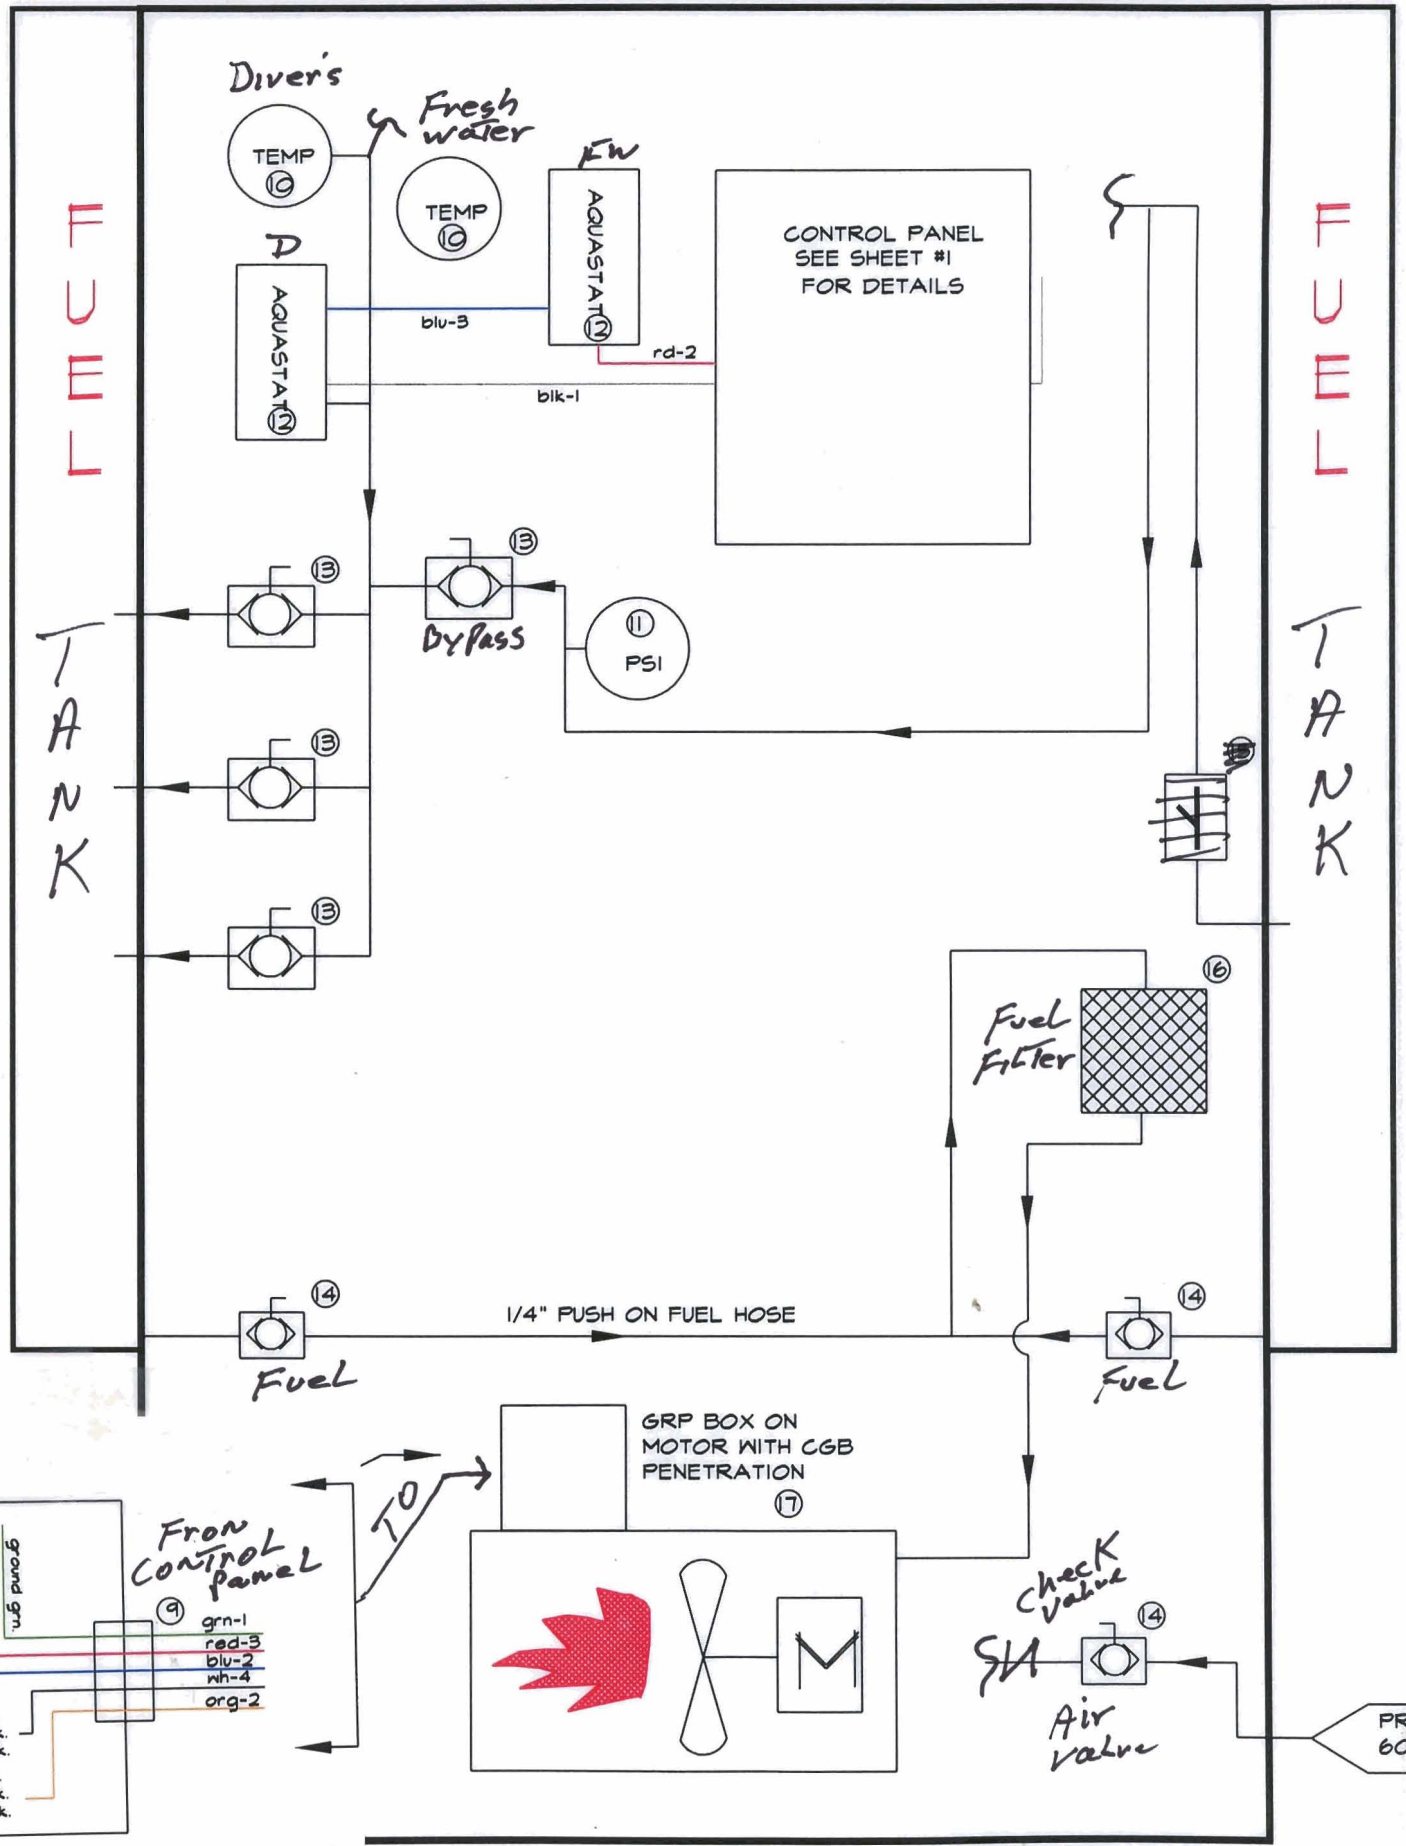 Diver's
TEMP
10
Fresh
water
TEMP
10
FW
AQUASTAT
12
D
AQUASTAT
12
blu-3
rd-2
blk-1
CONTROL PANEL
SEE SHEET #1
FOR DETAILS
FUEL
TANK
FUEL
TANK
13
13
Bypass
11
PSI
13
13
16
Fuel
Filter
14
1/4" PUSH ON FUEL HOSE
14
Fuel
Fuel
GRP BOX ON
MOTOR WITH CGB
PENETRATION
17
TO
From
Control
Panel
9
ground grn.
grn-1
red-3
blu-2
wh-4
org-2
M
Check
Valve
14
Air
Valve
PR
60